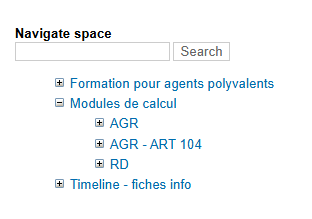 Navigate space
Search
Formation pour agents polyvalents
Modules de calcul
AGR
AGR - ART 104
RD
Timeline - fiches info